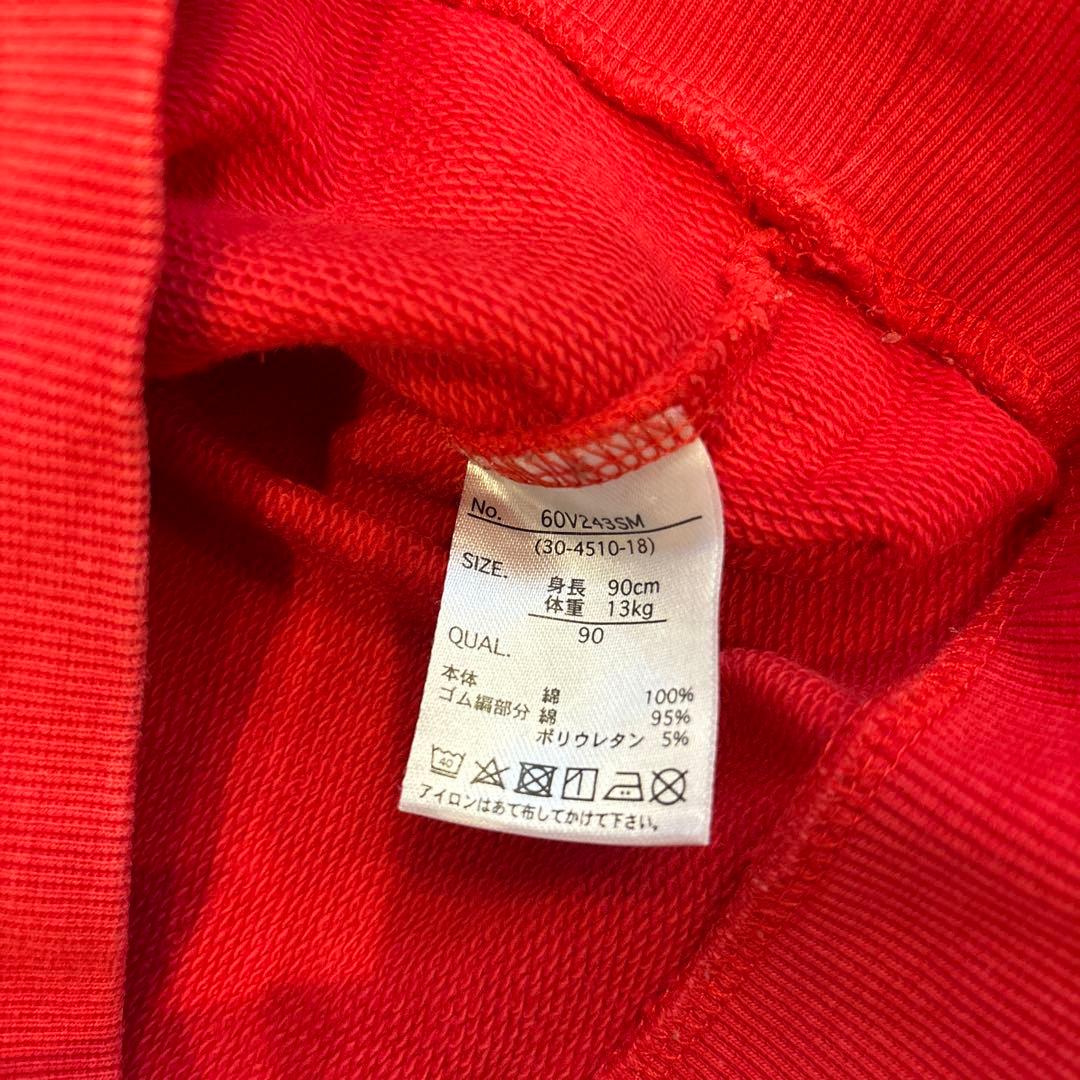 No. 60V243SM
(30-4510-18)
SIZE.
身長 90cm
体重 13kg
90
QUAL.
本体 綿 100%
ゴム編部分 綿 95%
ポリウレタン 5%
40
アイロンはあて布してかけて下さい。